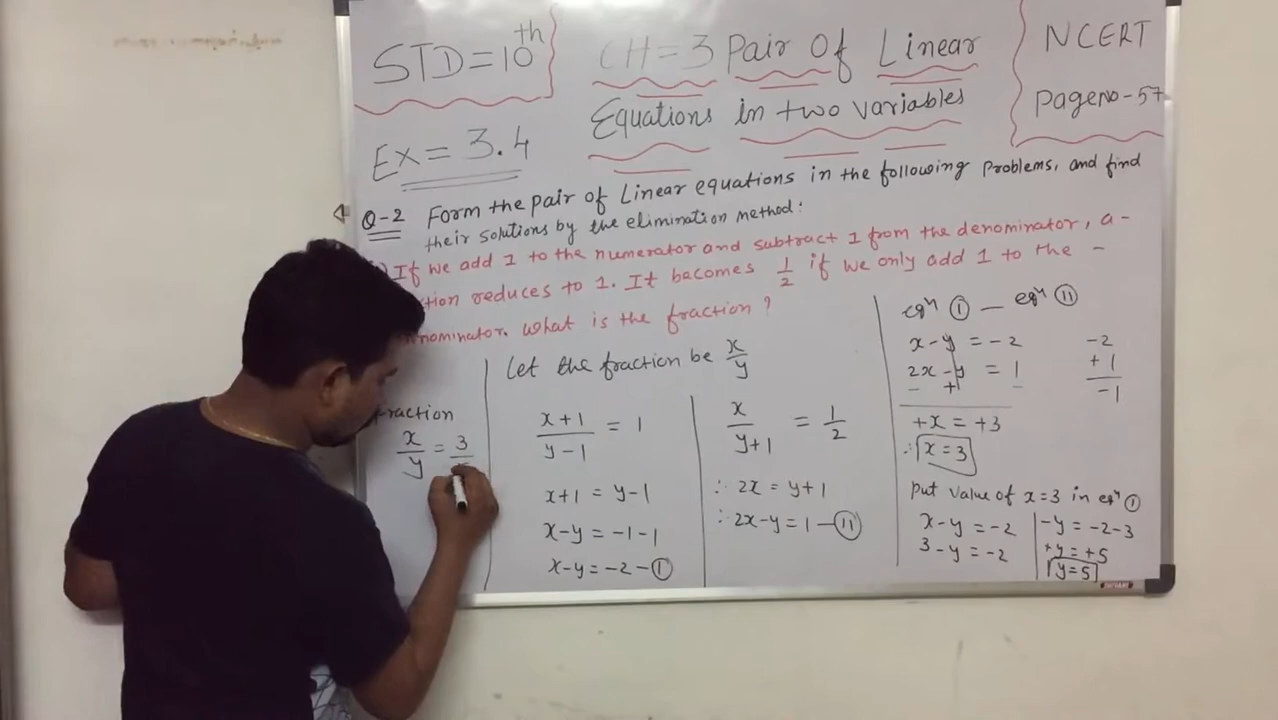 STD=10th
CH=3 Pair Of Linear
Equations in two variables
NCERT
Page no-57
Ex= 3.4
Q-2 Form the pair of Linear equations in the following Problems, and find
their solutions by the elimination method:
If we add 1 to the numerator and subtract 1 from the denominator, a-
ction reduces to 1. It becomes 1/2 if we only add 1 to the -
nominator. what is the fraction?
fraction
x/y = 3/
Let the fraction be x/y
x+1/y-1 = 1
x+1 = y-1
x-y = -1-1
x-y = -2 - Ⅰ
x/y+1 = 1/2
∴ 2x = y+1
∴ 2x-y = 1 - Ⅱ
eqⁿ Ⅰ - eqⁿ Ⅱ
x-y = -2
2x-y = 1
- + -
+x = +3
∴ x=3
-2
+1
-1
put value of x=3 in eqⁿ Ⅰ
x-y = -2
3-y = -2
-y = -2-3
+y = +5
y=5